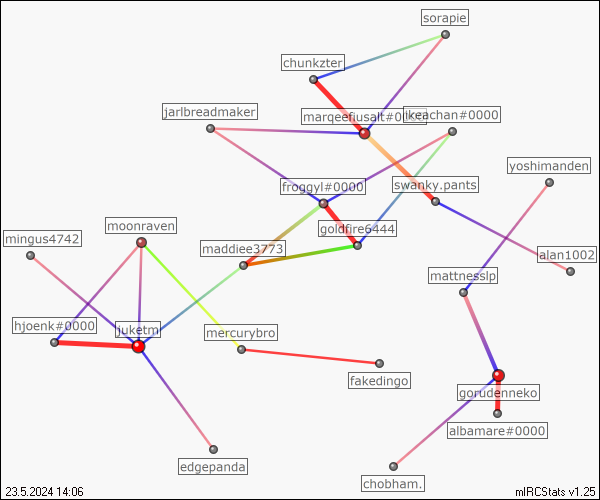 sorapie
chunkzter
jarlbreadmaker
marqeefiusalt#0
ikeachan#0000
yoshimanden
froggyl#0000
swanky.pants
moonraven
goldfire6444
mingus4742
maddiee3773
alan1002
mattnesslp
hjoenk#0000
juketm
mercurybro
fakedingo
gorudenneko
albamare#0000
edgepanda
chobham.
23.5.2024 14:06
mIRCStats v1.25